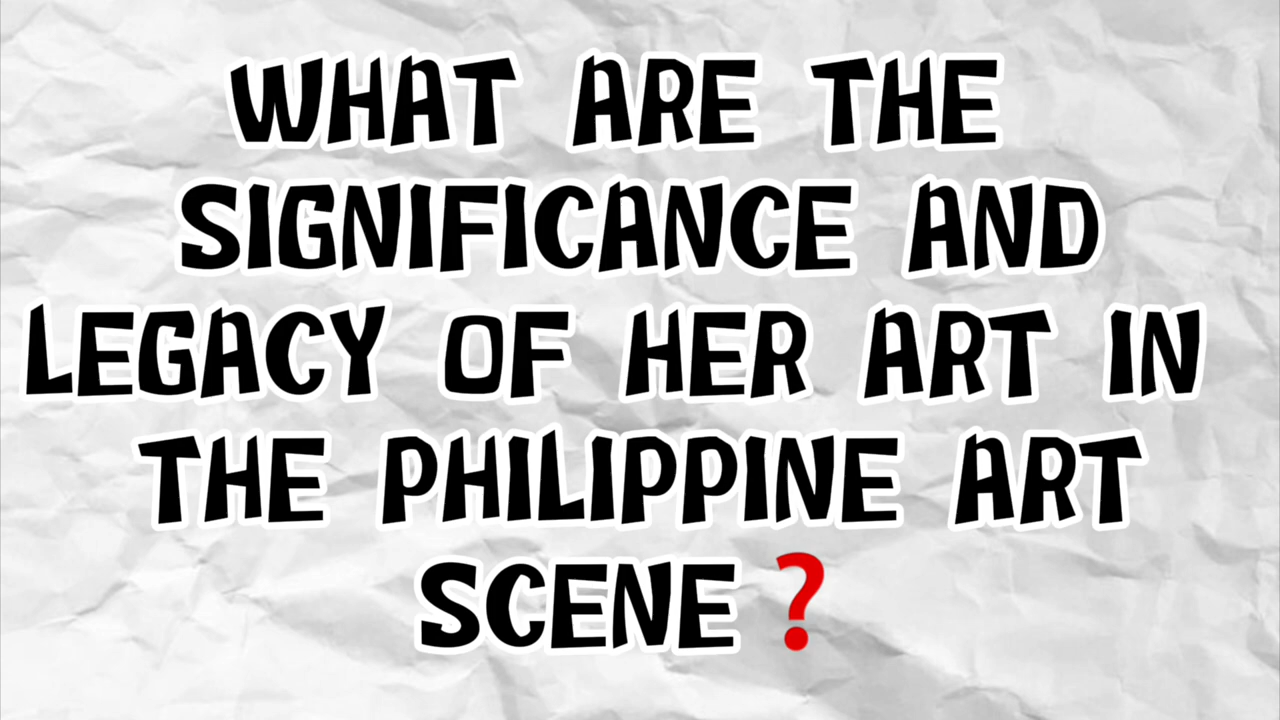 WHAT ARE THE
SIGNIFICANCE AND
LEGACY OF HER ART IN
THE PHILIPPINE ART
SCENE?